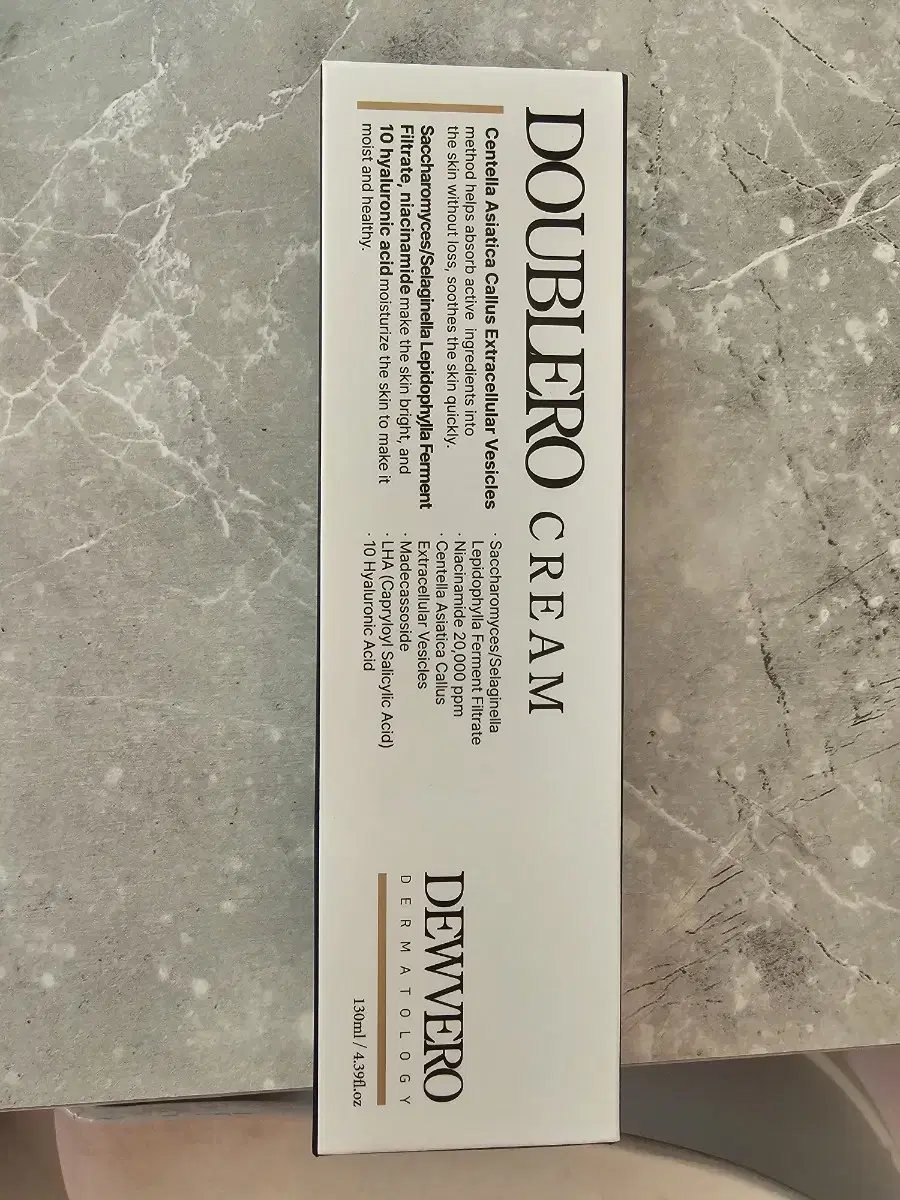 DOUBLERO CREAM
Centella Asiatica Callus Extracellular Vesicles
method helps absorb active ingredients into
the skin without loss, soothes the skin quickly.
Saccharomyces/Selaginella Lepidophylla Ferment
Filtrate, niacinamide make the skin bright, and
10 hyaluronic acid moisturize the skin to make it
moist and healthy.
· Saccharomyces/Selaginella
Lepidophylla Ferment Filtrate
· Niacinamide 20,000 ppm
· Centella Asiatica Callus
Extracellular Vesicles
· Madecassoside
· LHA (Capryloyl Salicylic Acid)
· 10 Hyaluronic Acid
DEWVERO
DERMATOLOGY
130ml / 4.39fl.oz